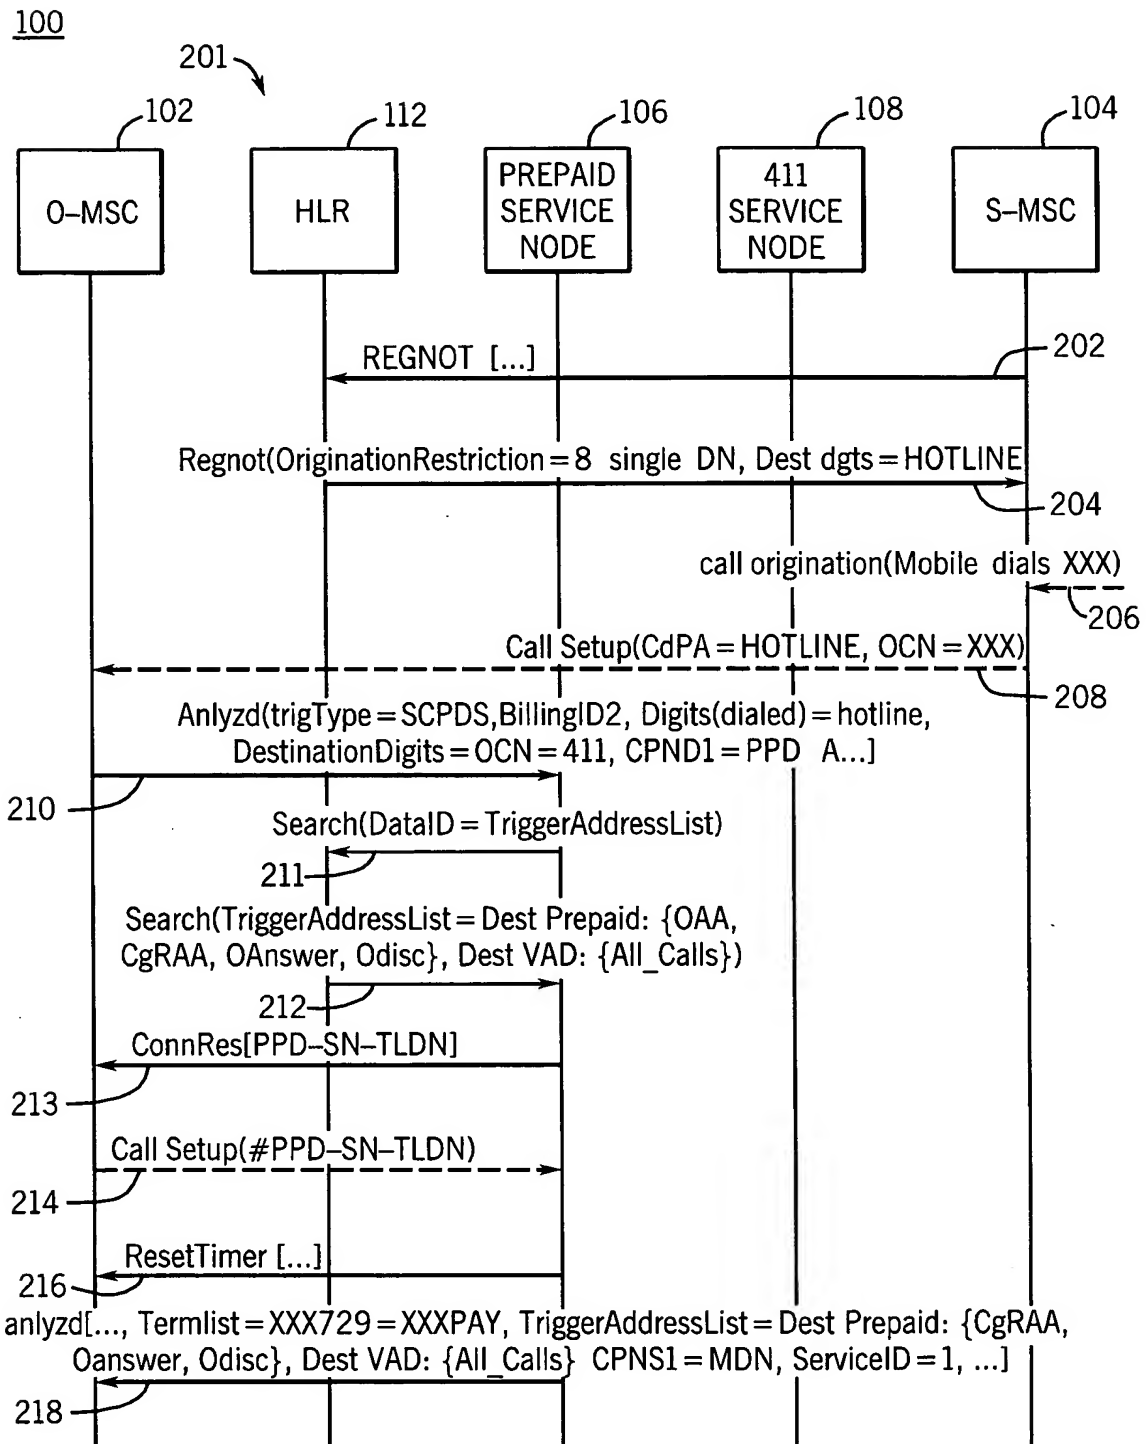 100
201
102
112
106
108
104
O-MSC
HLR
PREPAID
SERVICE
NODE
411
SERVICE
NODE
S-MSC
REGNOT [...]
202
Regnot(OriginationRestriction=8 single DN, Dest dgts=HOTLINE
204
call origination(Mobile dials XXX)
206
Call Setup(CdPA=HOTLINE, OCN=XXX)
208
Anlyzd(trigType=SCPDS,BillingID2, Digits(dialed)=hotline,
DestinationDigits=OCN=411, CPND1=PPD A...]
210
Search(DataID=TriggerAddressList)
211
Search(TriggerAddressList=Dest Prepaid: {OAA,
CgRAA, OAnswer, Odisc}, Dest VAD: {All_Calls})
212
ConnRes[PPD-SN-TLDN]
213
Call Setup(#PPD-SN-TLDN)
214
ResetTimer [...]
216
anlyzd[..., Termlist=XXX729=XXXPAY, TriggerAddressList=Dest Prepaid: {CgRAA,
Oanswer, Odisc}, Dest VAD: {All_Calls} CPNS1=MDN, ServiceID=1, ...]
218